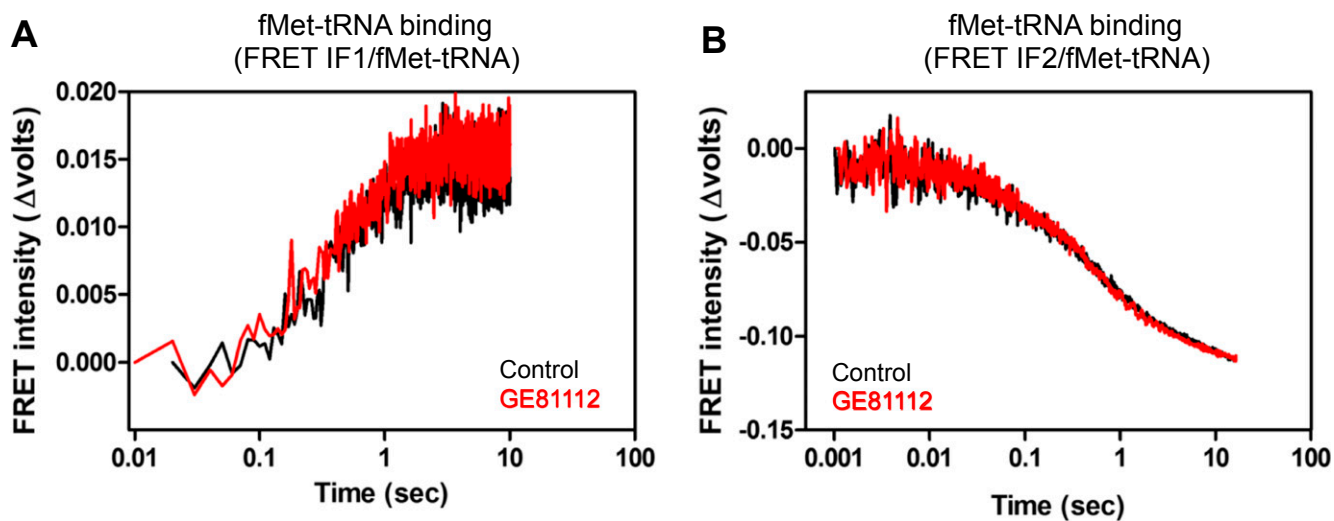 A
fMet-tRNA binding
(FRET IF1/fMet-tRNA)
FRET intensity (Δvolts)
0.020
0.015
0.010
0.005
0.000
Control
GE81112
0.01
0.1
1
10
100
Time (sec)
B
fMet-tRNA binding
(FRET IF2/fMet-tRNA)
FRET intensity (Δvolts)
0.00
-0.05
-0.10
-0.15
Control
GE81112
0.001
0.01
0.1
1
10
100
Time (sec)